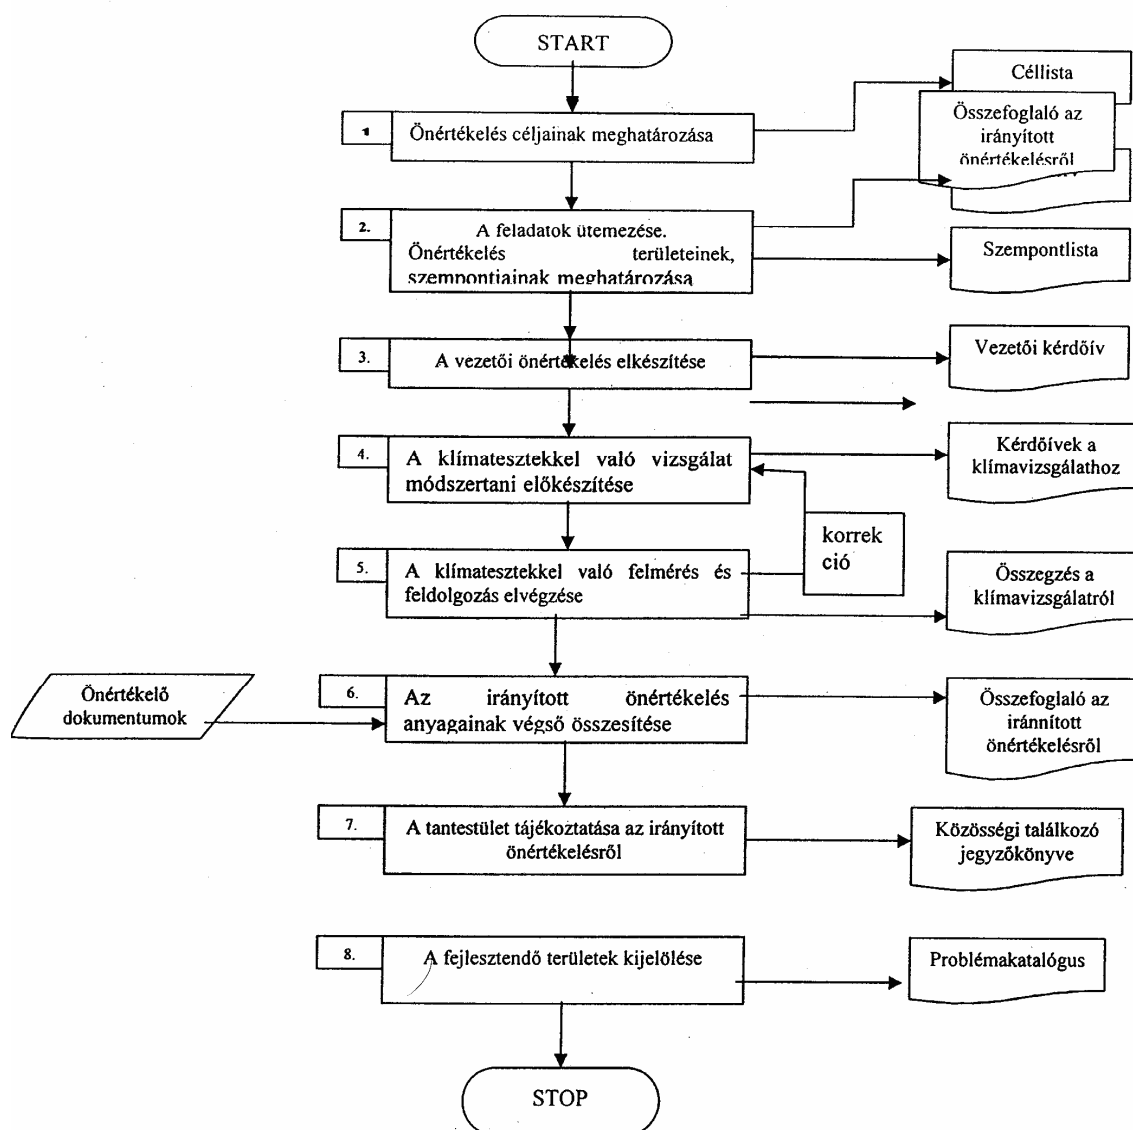 START
Céllista
1
Önértékelés céljainak meghatározása
Összefoglaló az
irányított
önértékelésről
2.
A feladatok ütemezése.
Önértékelés területeinek,
szempontjainak meghatározása
Szempontlista
3.
A vezetői önértékelés elkészítése
Vezetői kérdőív
4.
A klímatesztekkel való vizsgálat
módszertani előkészítése
Kérdőívek a
klímavizsgálathoz
korrek
ció
5.
A klímatesztekkel való felmérés és
feldolgozás elvégzése
Összegzés a
klímavizsgálatról
Önértékelő
dokumentumok
6.
Az irányított önértékelés
anyagainak végső összesítése
Összefoglaló az
iránnított
önértékelésről
7.
A tantestület tájékoztatása az irányított
önértékelésről
Közösségi találkozó
jegyzőkönyve
8.
A fejlesztendő területek kijelölése
Problémakatalógus
STOP